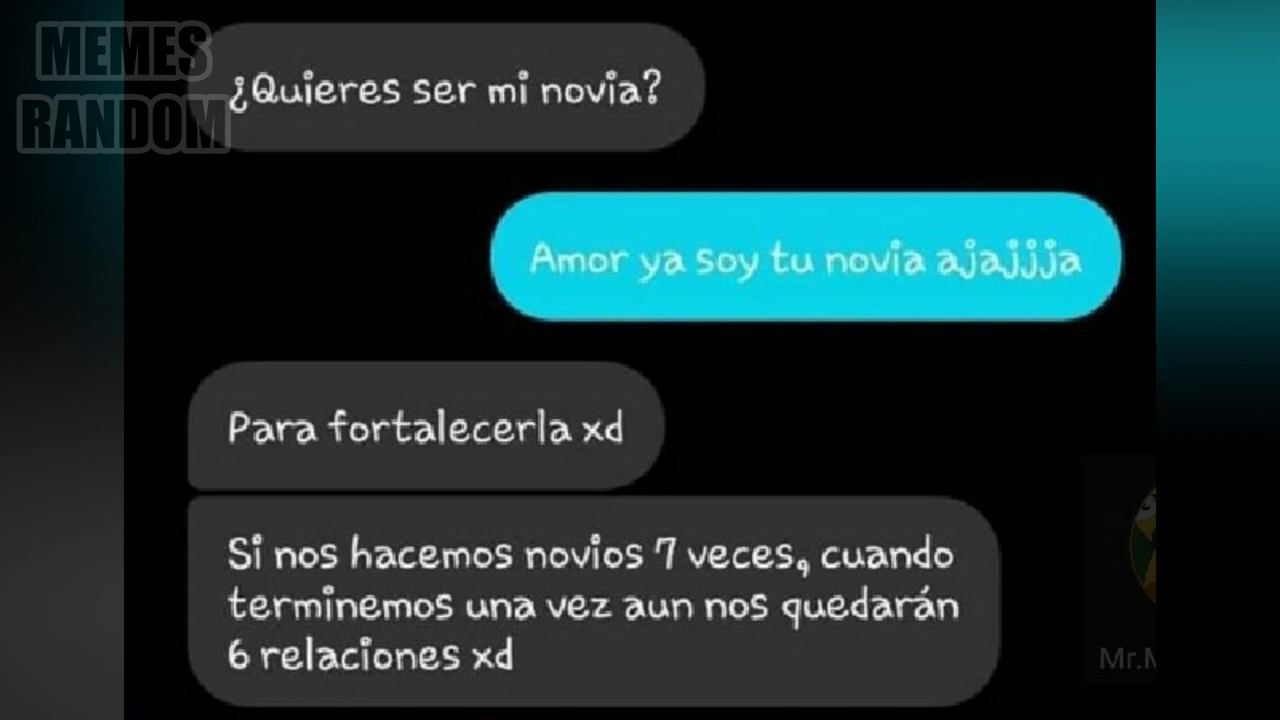 MEMES
RANDOM
¿Quieres ser mi novia?
Amor ya soy tu novia ajajjja
Para fortalecerla xd
Si nos hacemos novios 7 veces, cuando
terminemos una vez aun nos quedarán
6 relaciones xd